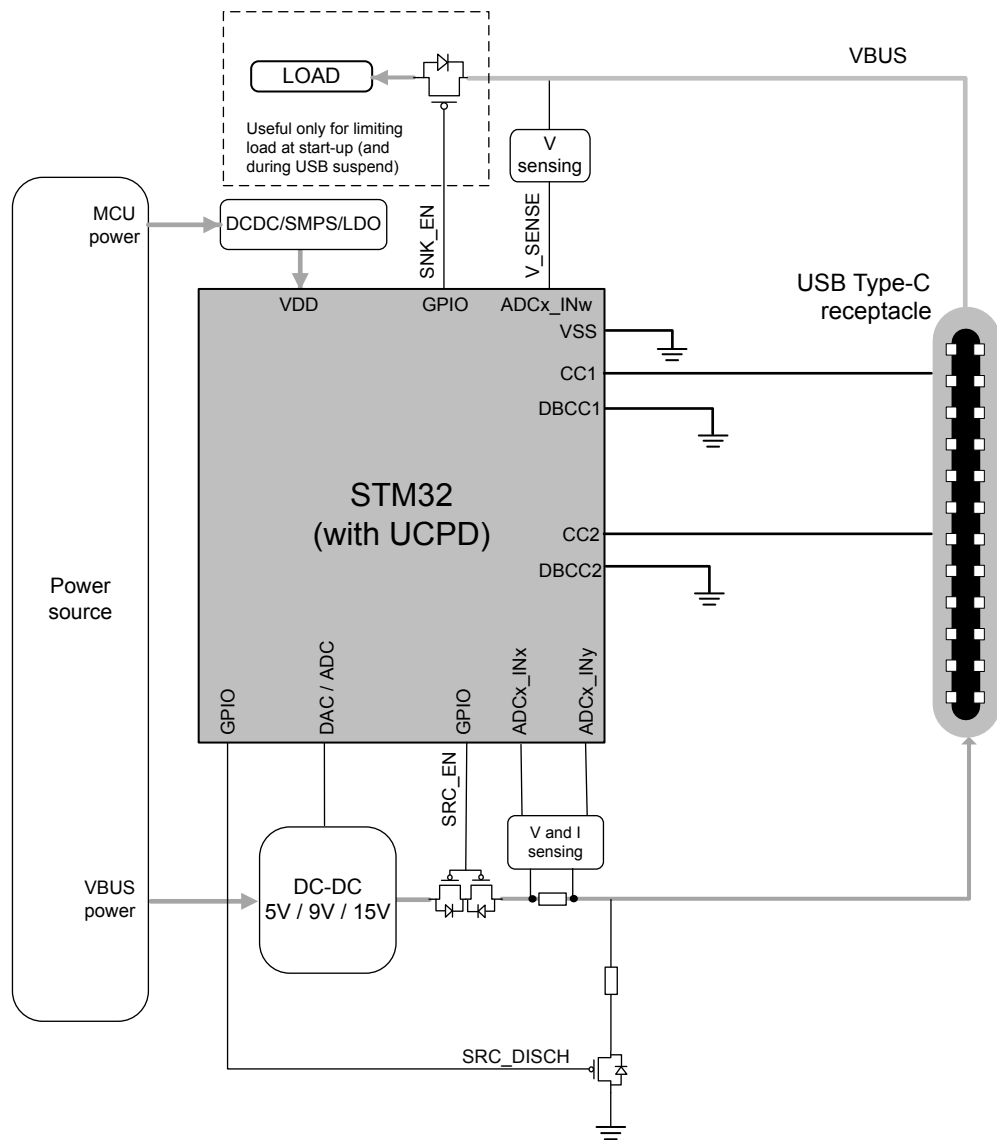 VBUS
LOAD
Useful only for limiting
load at start-up (and
during USB suspend)
V
sensing
MCU
power
DCDC/SMPS/LDO
SNK_EN
V_SENSE
USB Type-C
receptacle
VDD
GPIO
ADCx_INw
VSS
CC1
DBCC1
STM32
(with UCPD)
CC2
DBCC2
Power
source
GPIO
DAC / ADC
GPIO
ADCx_INx
ADCx_INy
SRC_EN
V and I
sensing
VBUS
power
DC-DC
5V / 9V / 15V
SRC_DISCH